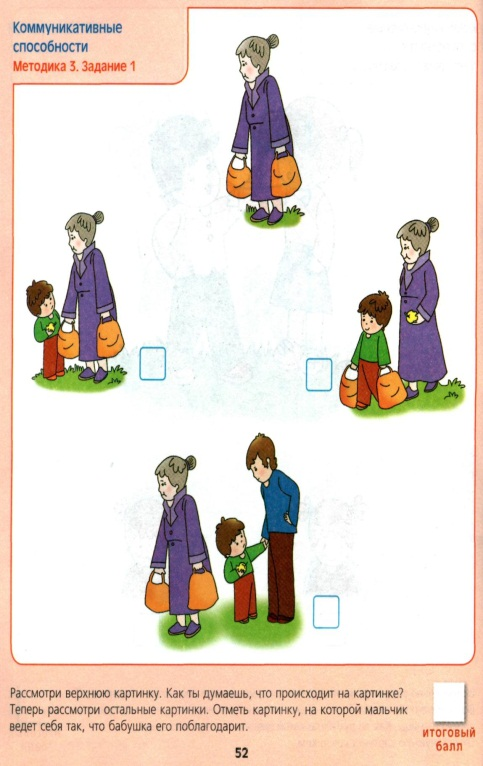 Коммуникативные
способности
Методика 3. Задание 1
Рассмотри верхнюю картинку. Как ты думаешь, что происходит на картинке?
Теперь рассмотри остальные картинки. Отметь картинку, на которой мальчик
ведет себя так, что бабушка его поблагодарит.
итоговый
балл
52